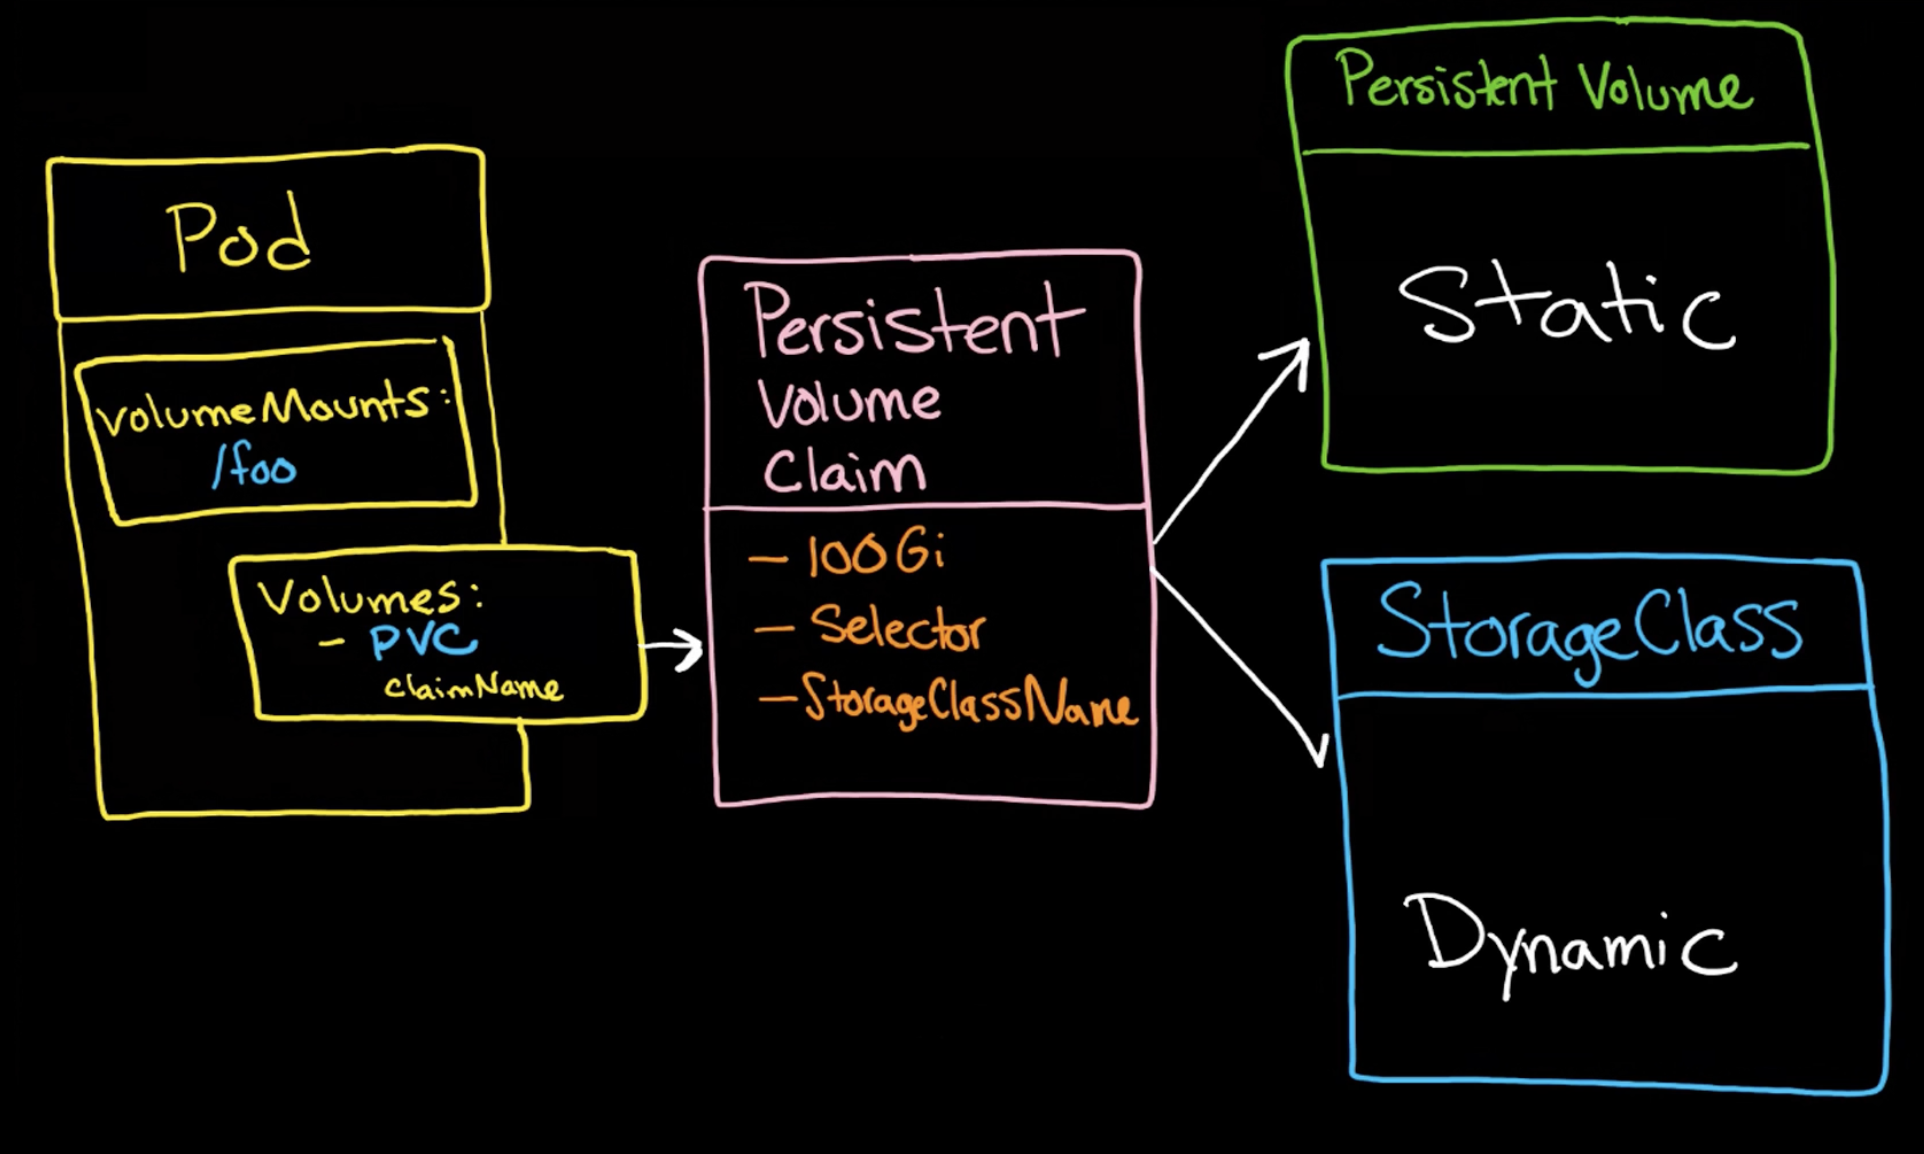 Pod
volumeMounts:
/foo
Volumes:
- PVC
claimName
Persistent
Volume
Claim
- 100Gi
- Selector
- StorageClassName
Persistent Volume
Static
StorageClass
Dynamic